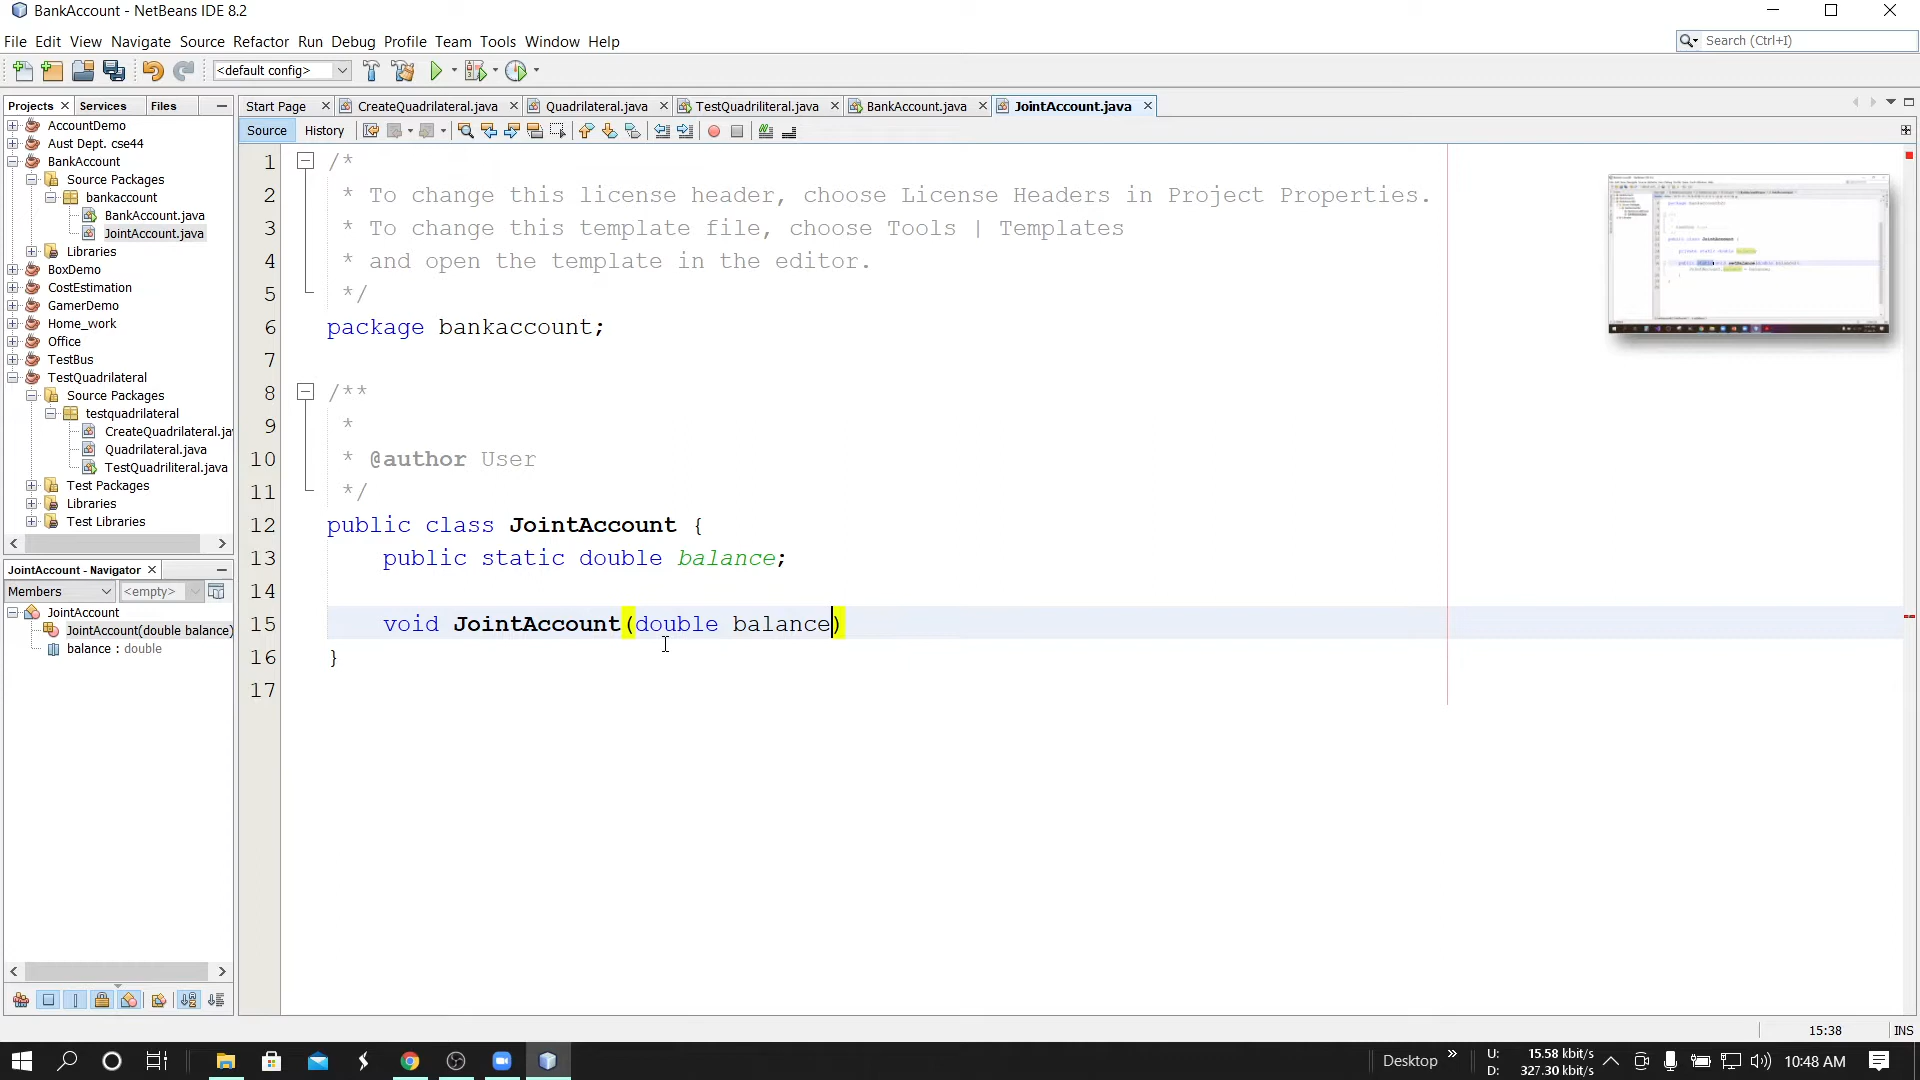 BankAccount - NetBeans IDE 8.2
File Edit View Navigate Source Refactor Run Debug Profile Team Tools Window Help
Search (Ctrl+I)
<default config>
Projects Services Files
Start Page CreateQuadrilateral.java Quadrilateral.java TestQuadriliteral.java BankAccount.java JointAccount.java
Source History
AccountDemo
Aust Dept. cse44
BankAccount
Source Packages
bankaccount
BankAccount.java
JointAccount.java
Libraries
BoxDemo
CostEstimation
GamerDemo
Home_work
Office
TestBus
TestQuadrilateral
Source Packages
testquadrilateral
CreateQuadrilateral.ja
Quadrilateral.java
TestQuadriliteral.java
Test Packages
Libraries
Test Libraries
JointAccount - Navigator
Members <empty>
JointAccount
JointAccount(double balance)
balance : double
1 /*
2 * To change this license header, choose License Headers in Project Properties.
3 * To change this template file, choose Tools | Templates
4 * and open the template in the editor.
5 */
6 package bankaccount;
7
8 /**
9 *
10 * @author User
11 */
12 public class JointAccount {
13 public static double balance;
14
15 void JointAccount(double balance)
16 }
17
15:38 INS
Desktop »
U: 15.58 kbit/s
D: 327.30 kbit/s
10:48 AM